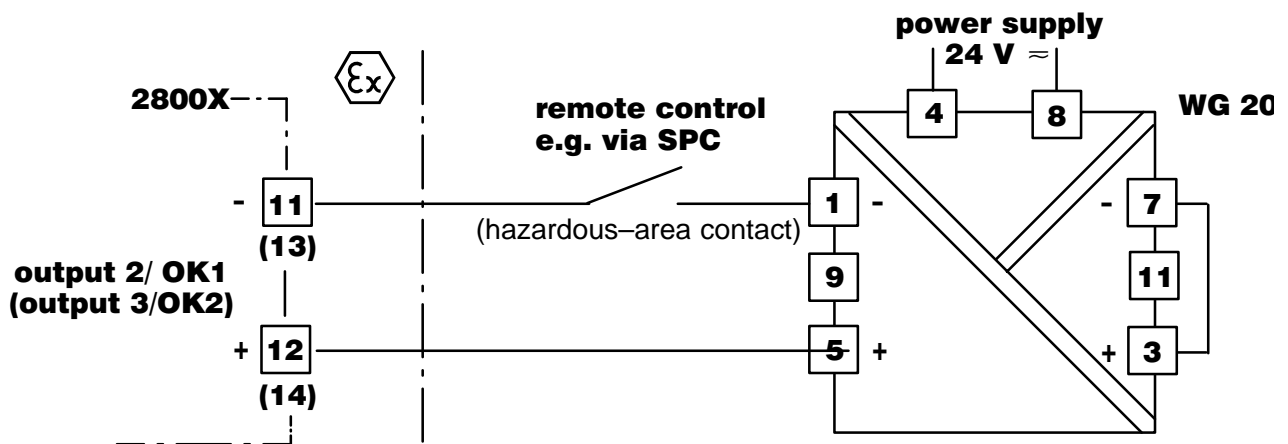 power supply
24 V ≂
Ex
2800X
remote control
e.g. via SPC
4
8
WG 20
- 11
1 -
- 7
(13)
(hazardous–area contact)
output 2/ OK1
(output 3/OK2)
9
11
+ 12
5 +
+ 3
(14)